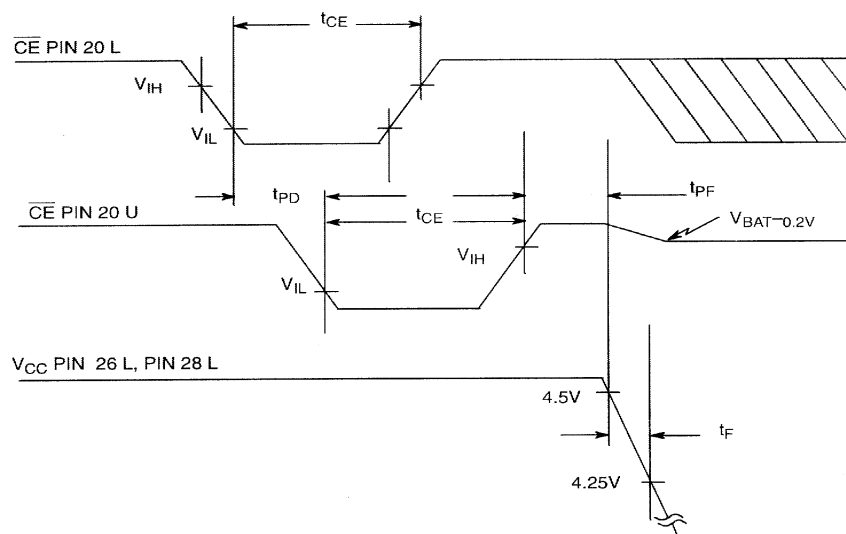 tCE
CE PIN 20 L
VIH
VIL
tPD
tPF
tCE
CE PIN 20 U
VBAT−0.2V
VIH
VIL
VCC PIN 26 L, PIN 28 L
4.5V
tF
4.25V